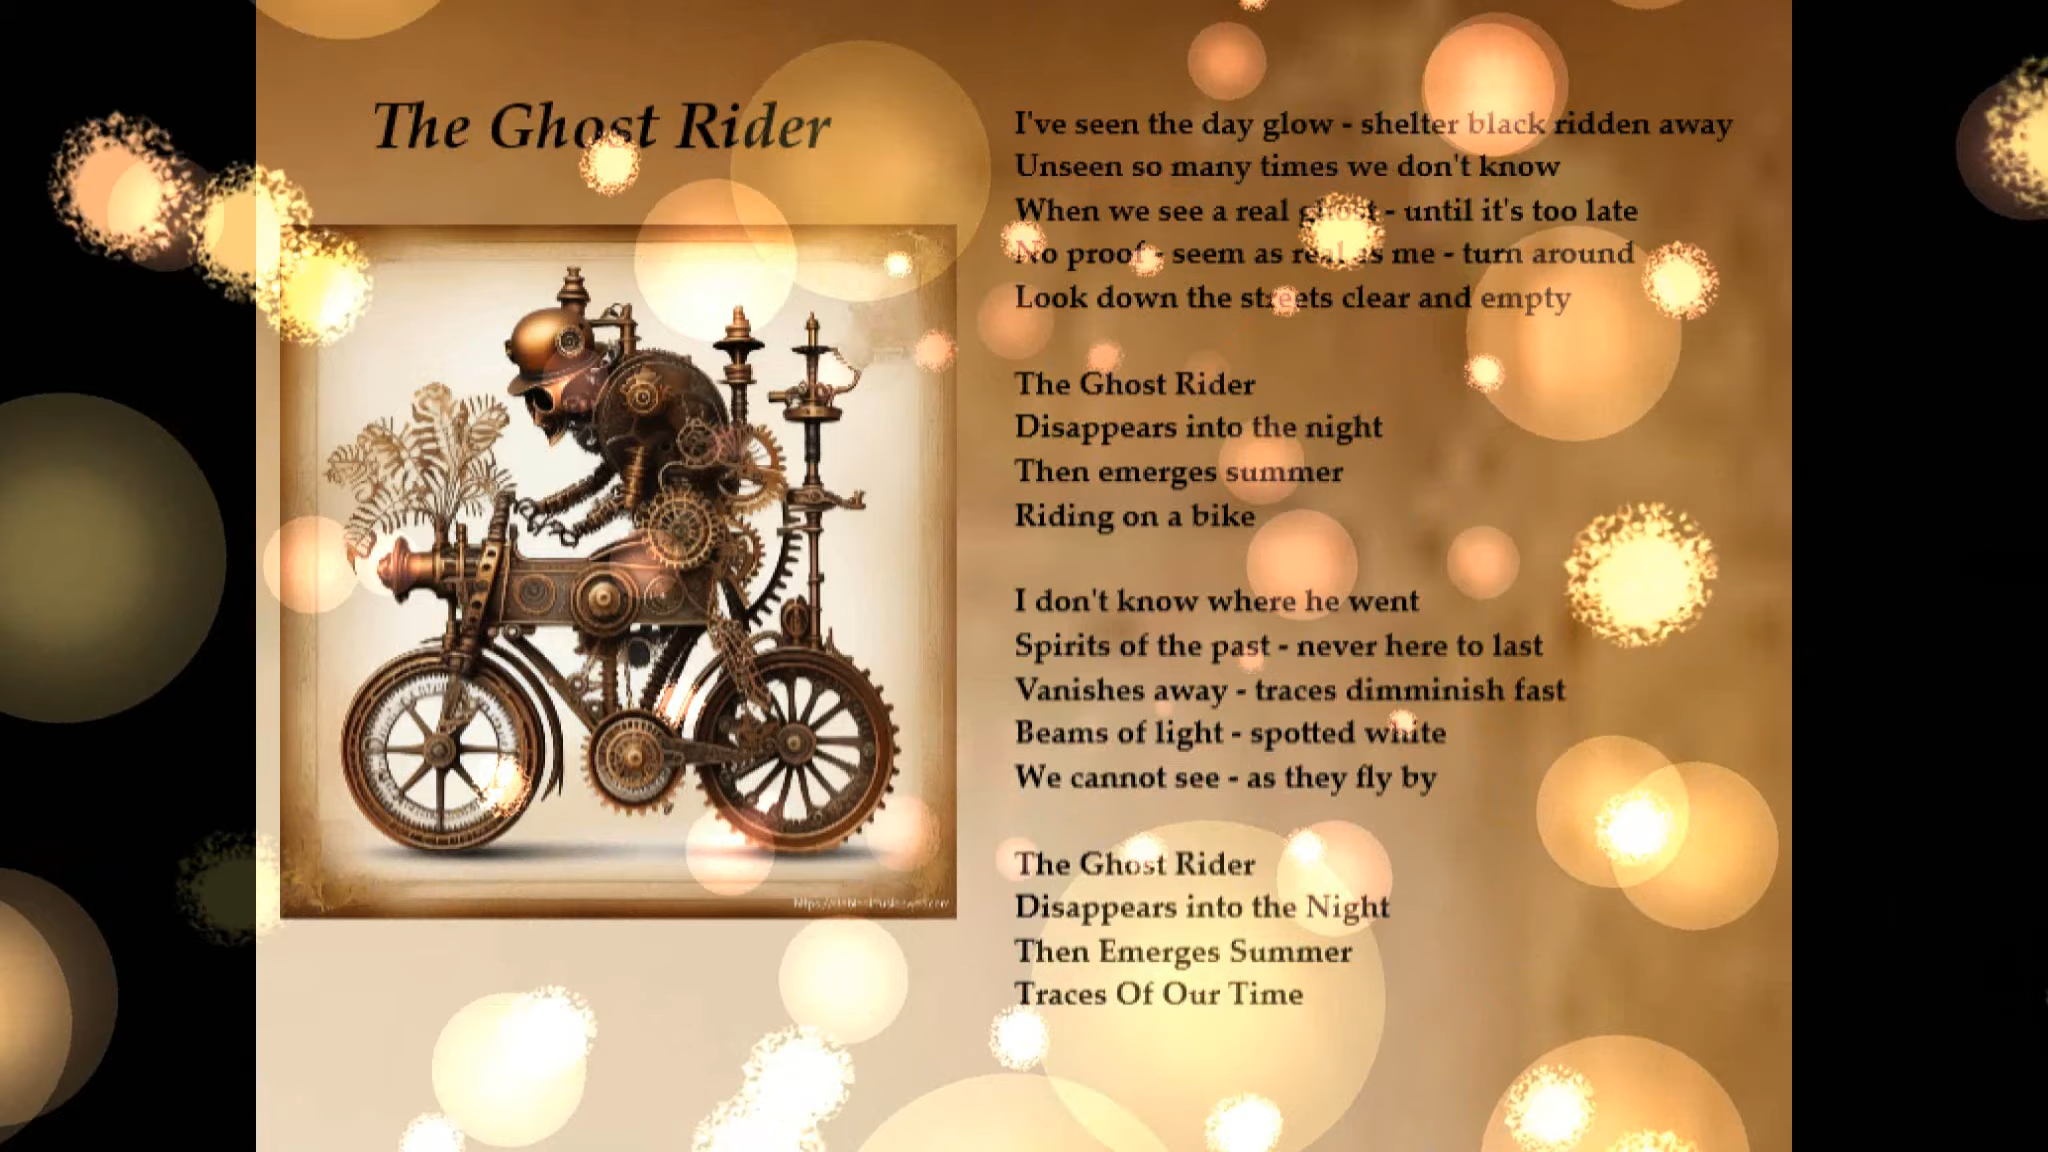 The Ghost Rider
I've seen the day glow - shelter black ridden away
Unseen so many times we don't know
When we see a real ghost - until it's too late
No proof - seem as real as me - turn around
Look down the streets clear and empty
The Ghost Rider
Disappears into the night
Then emerges summer
Riding on a bike
I don't know where he went
Spirits of the past - never here to last
Vanishes away - traces dimminish fast
Beams of light - spotted white
We cannot see - as they fly by
The Ghost Rider
Disappears into the Night
Then Emerges Summer
Traces Of Our Time